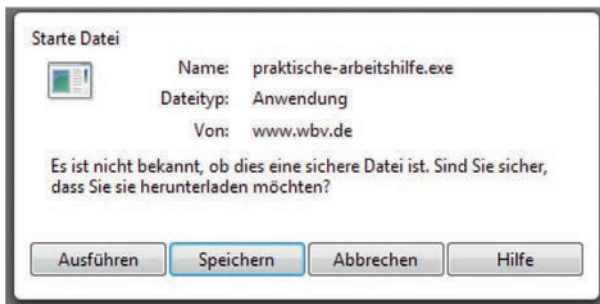 Starte Datei
Name: praktische-arbeitshilfe.exe
Dateityp: Anwendung
Von: www.wbv.de
Es ist nicht bekannt, ob dies eine sichere Datei ist. Sind Sie sicher,
dass Sie sie herunterladen möchten?
Ausführen Speichern Abbrechen Hilfe